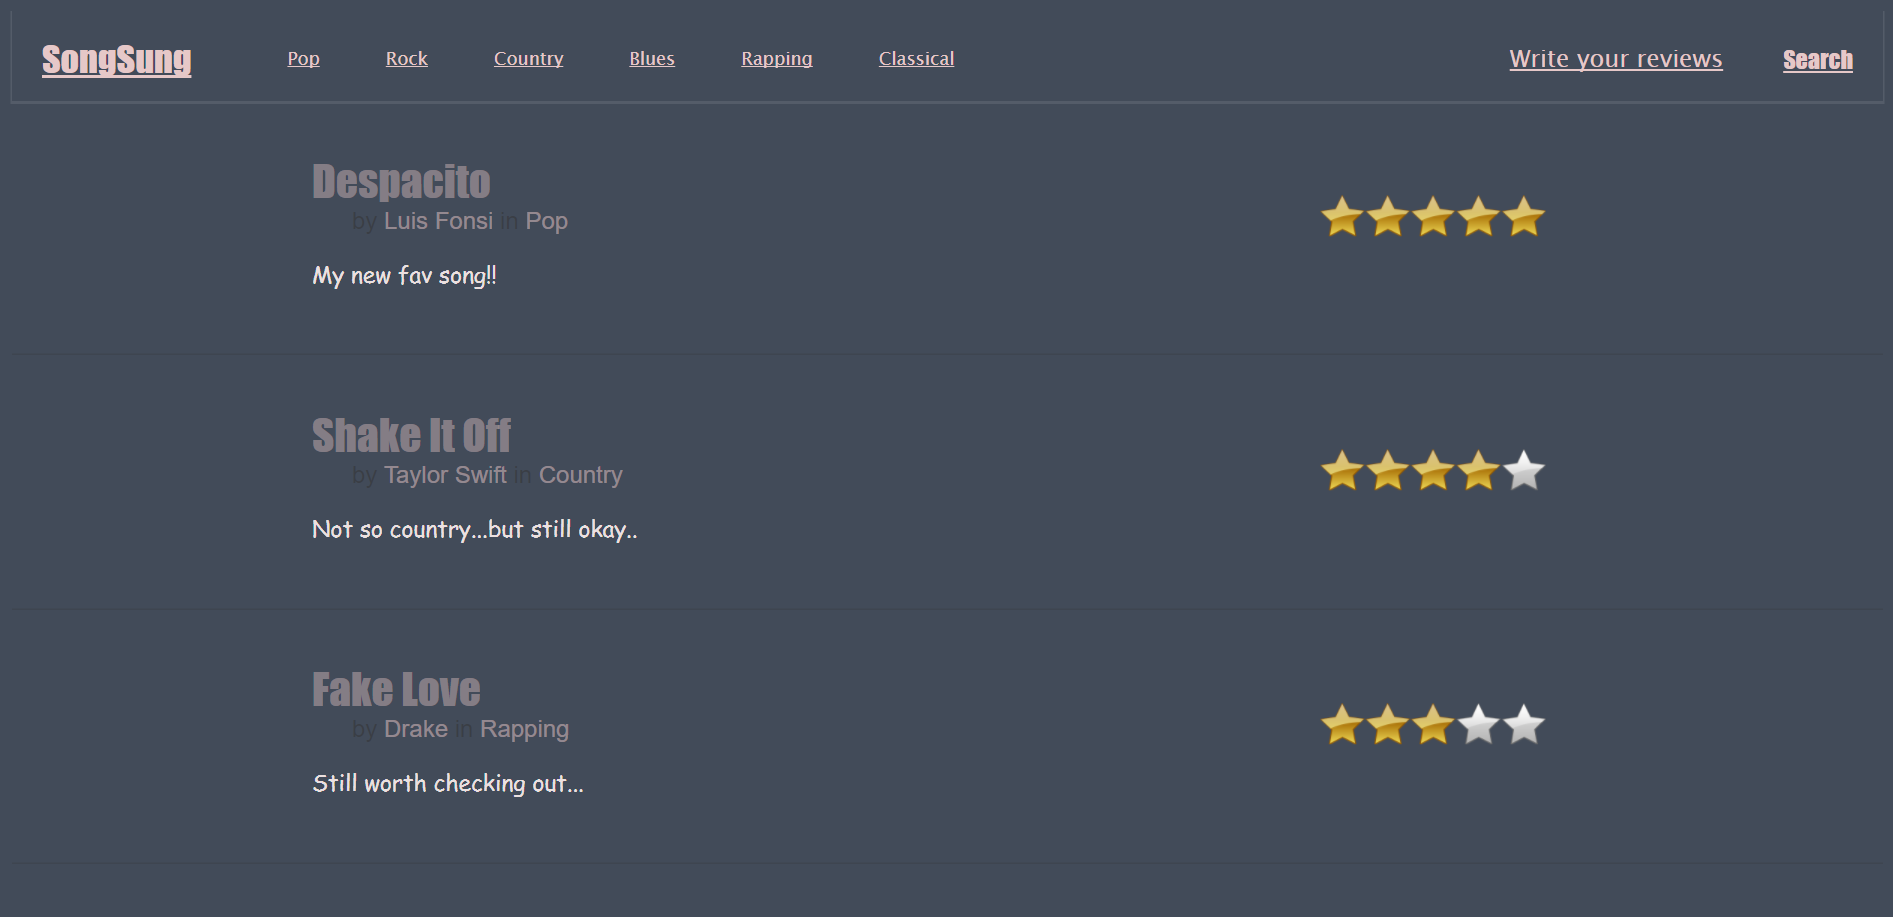 SongSung Pop Rock Country Blues Rapping Classical Write your reviews Search
Despacito
by Luis Fonsi in Pop
My new fav song!!
Shake It Off
by Taylor Swift in Country
Not so country...but still okay..
Fake Love
by Drake in Rapping
Still worth checking out...